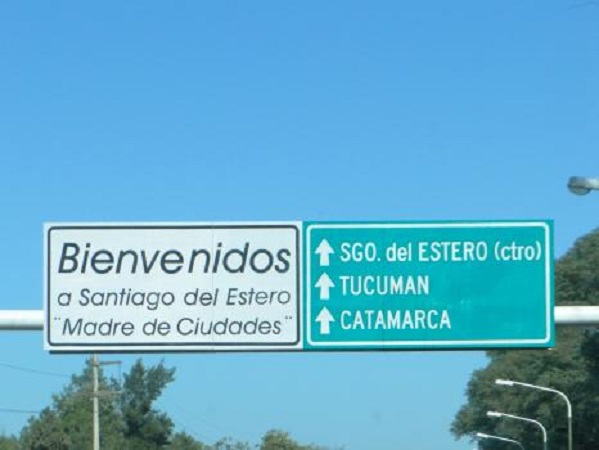 Bienvenidos
a Santiago del Estero
"Madre de Ciudades"
SGO. del ESTERO (ctro)
TUCUMAN
CATAMARCA